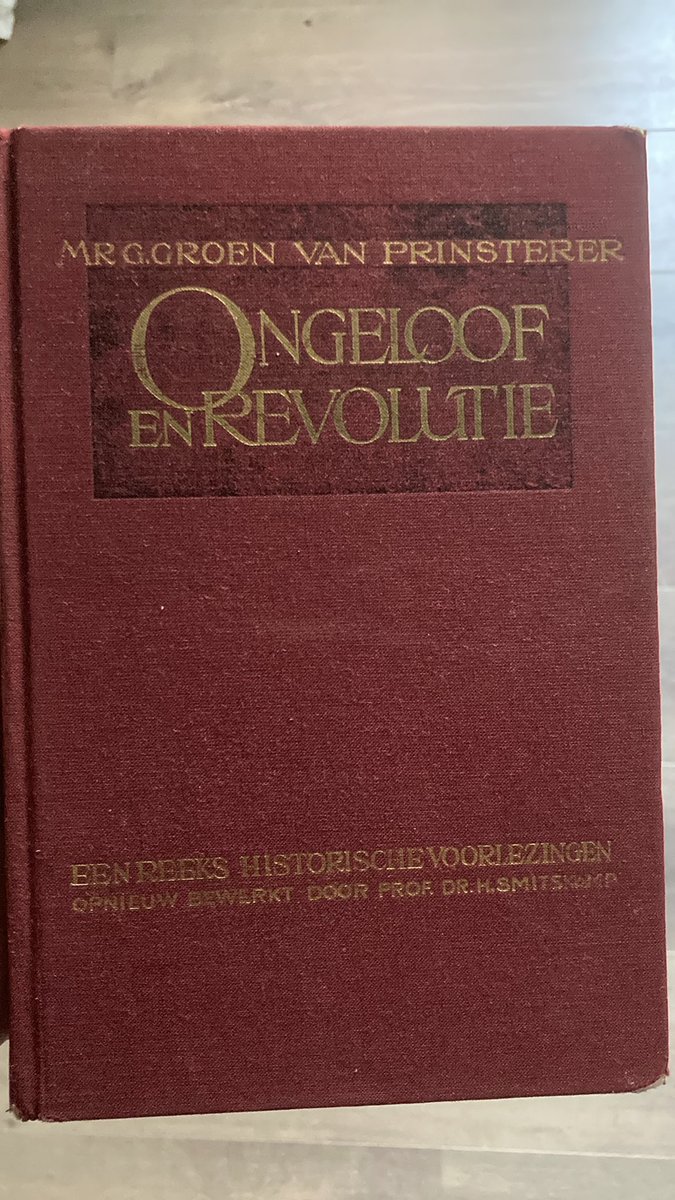 MR G. GROEN VAN PRINSTERER
ONGELOOF
EN REVOLUTIE
EEN REEKS HISTORISCHE VOORLEZINGEN
OPNIEUW BEWERKT DOOR PROF. DR. H. SMITSKAMP